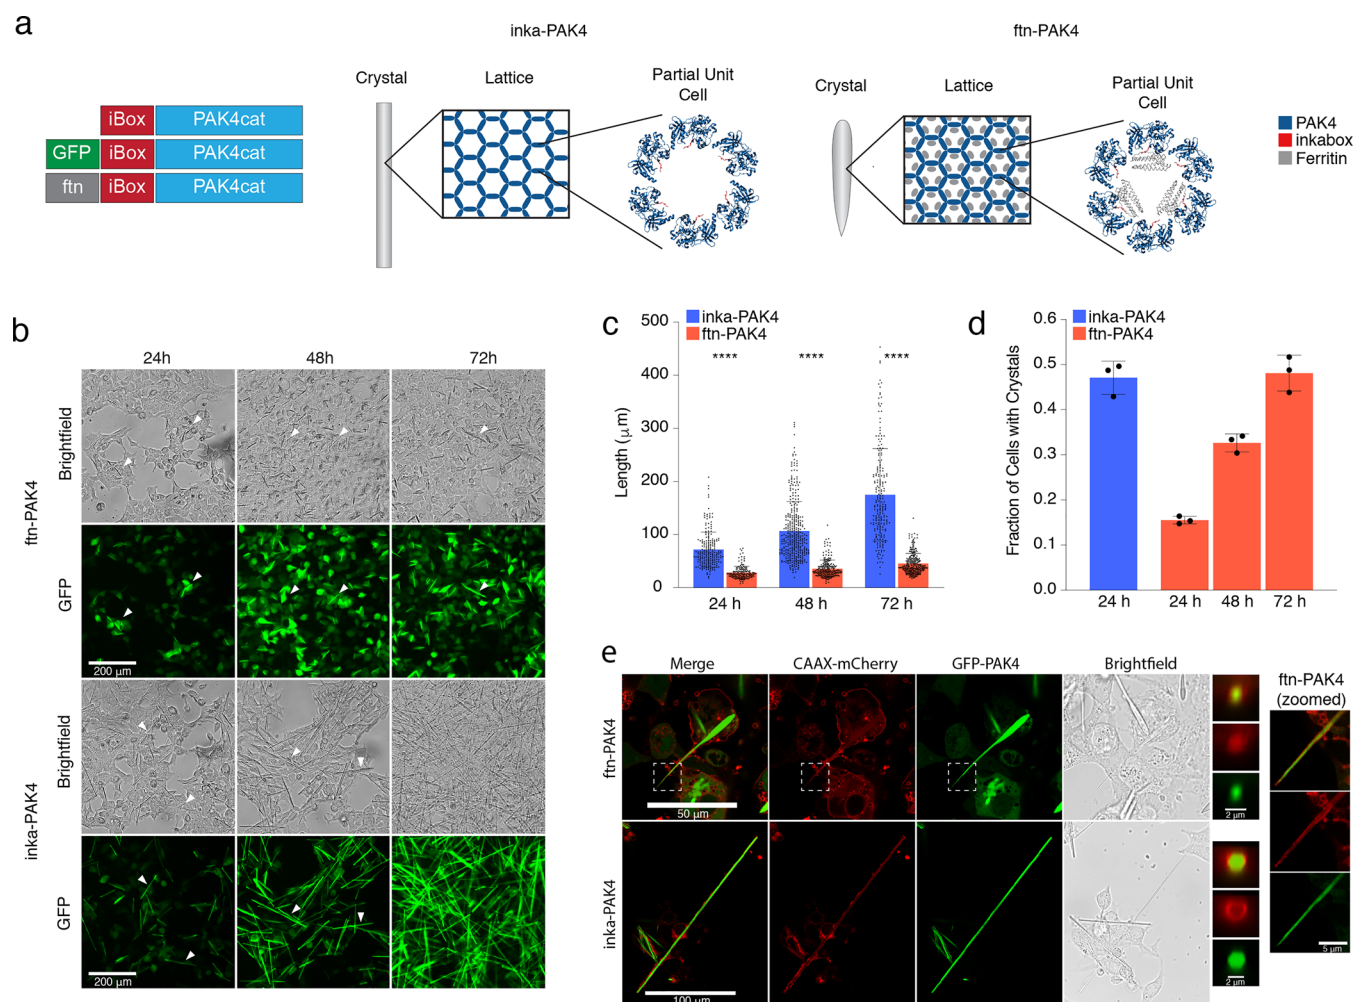 a
inka-PAK4
ftn-PAK4
Crystal
Lattice
Partial Unit
Cell
Crystal
Lattice
Partial Unit
Cell
iBox PAK4cat
GFP iBox PAK4cat
ftn iBox PAK4cat
PAK4
inkabox
Ferritin
b
24h 48h 72h
ftn-PAK4
Brightfield
GFP
200 µm
inka-PAK4
Brightfield
GFP
200 µm
c
inka-PAK4
ftn-PAK4
Length (µm)
500
400
300
200
100
0
**** **** ****
24 h 48 h 72 h
d
inka-PAK4
ftn-PAK4
Fraction of Cells with Crystals
0.6
0.5
0.4
0.3
0.2
0.1
0.0
24 h 24 h 48 h 72 h
e
Merge CAAX-mCherry GFP-PAK4 Brightfield
ftn-PAK4
(zoomed)
ftn-PAK4
50 µm
2 µm
inka-PAK4
100 µm
2 µm
5 µm